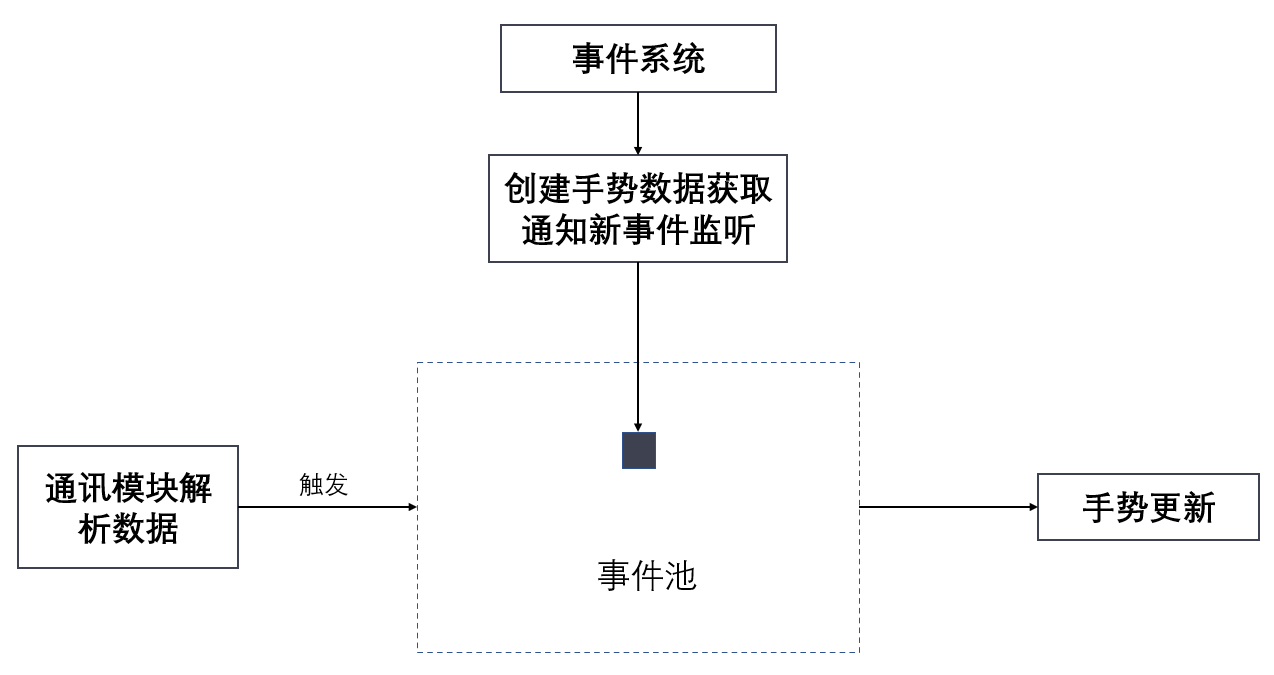 事件系统
创建手势数据获取
通知新事件监听
通讯模块解
析数据
触发
事件池
手势更新